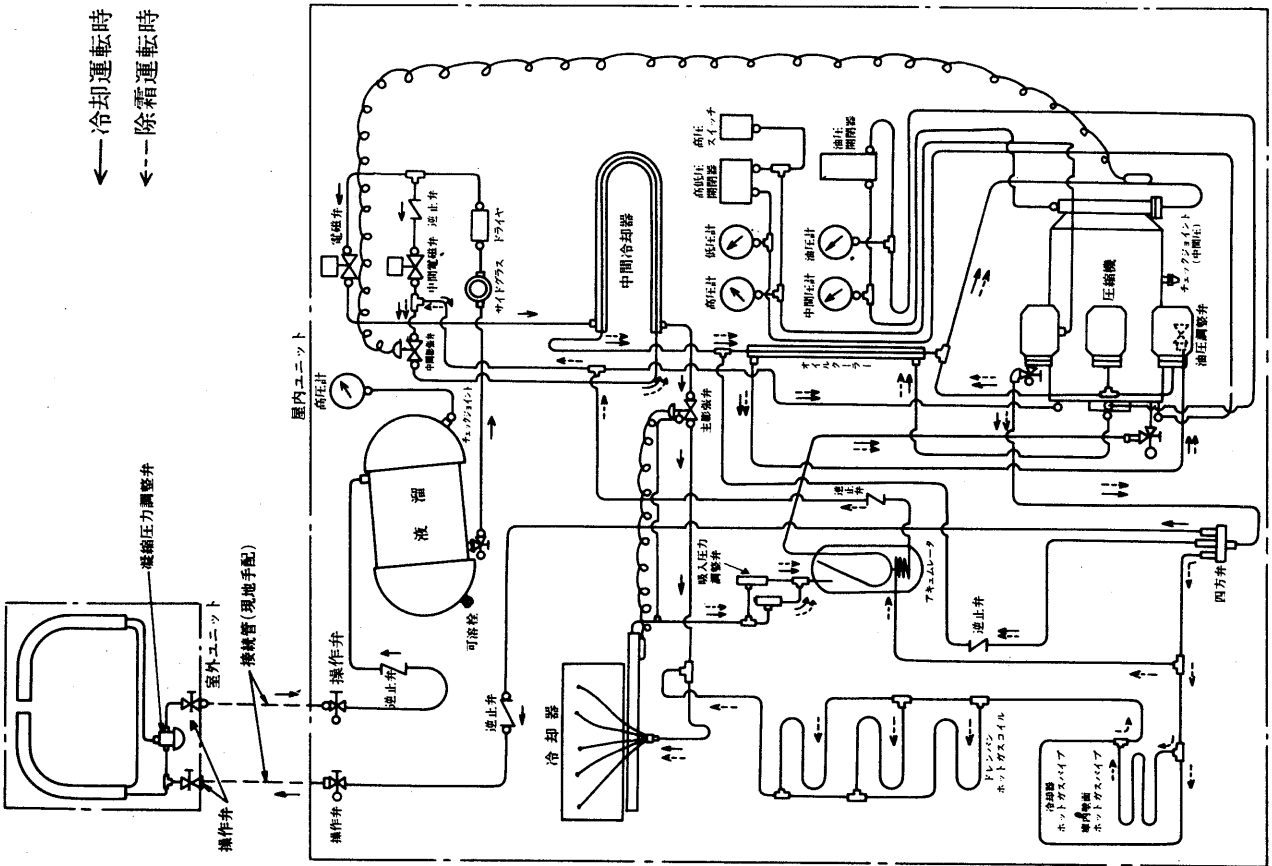 冷却運転時
除霜運転時
凝縮圧力調整弁
室外ユニット
操作弁
接続管(現地手配)
操作弁
操作弁
逆止弁
屋内ユニット
高圧計
液溜
チェックジョイント
可溶栓
電磁弁
逆止弁
中間電磁弁
ドライヤ
サイトグラス
中間膨張弁
中間冷却器
高圧
スイッチ
高低圧
開閉器
油圧
開閉器
低圧計
油圧計
高圧計
中間圧計
オイルクーラー
圧縮機
チェックジョイント
(中間圧)
油圧調整弁
主膨張弁
逆止弁
冷却器
吸入圧力
調整弁
アキュムレータ
逆止弁
逆止弁
四方弁
ドレンパン
ホットガスコイル
冷却器
ホットガスパイプ
庫内壁面
ホットガスパイプ